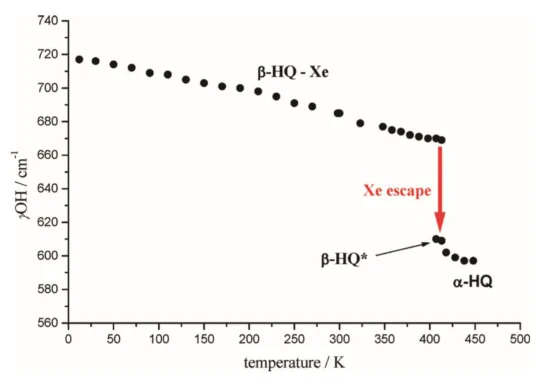 740
720
β-HQ - Xe
700
680
660
Xe escape
640
620
β-HQ*
600
α-HQ
580
560
0 50 100 150 200 250 300 350 400 450 500
γOH / cm⁻¹
temperature / K